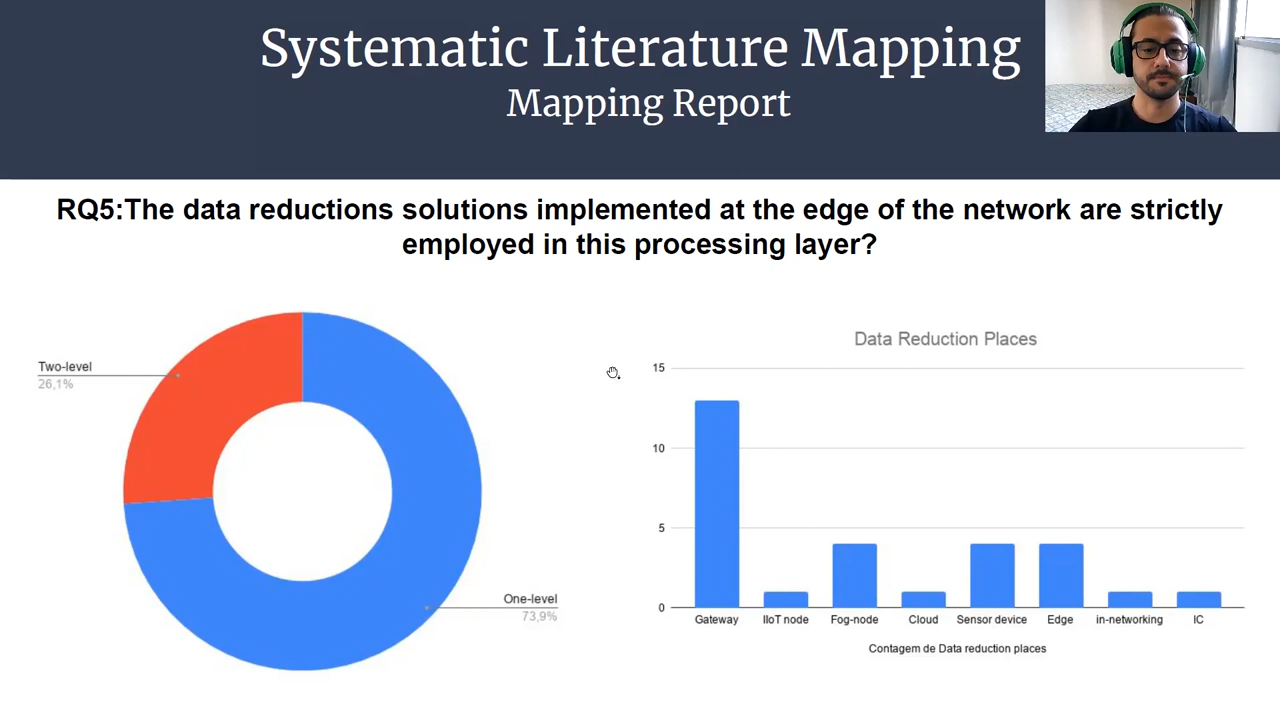 Systematic Literature Mapping
Mapping Report
RQ5:The data reductions solutions implemented at the edge of the network are strictly
employed in this processing layer?
Two-level
26,1%
One-level
73,9%
Data Reduction Places
15
10
5
0
Gateway IIoT node Fog-node Cloud Sensor device Edge in-networking IC
Contagem de Data reduction places